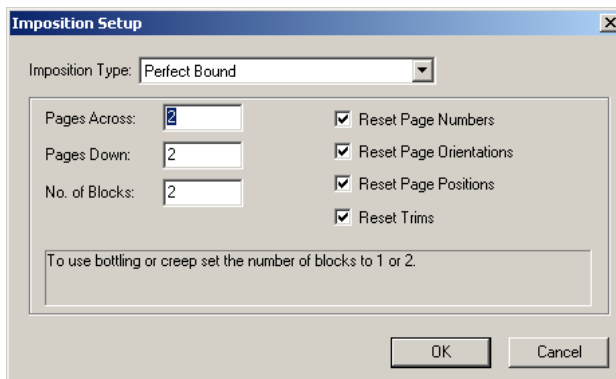 Imposition Setup
Imposition Type: Perfect Bound
Pages Across: 2
Reset Page Numbers
Pages Down: 2
Reset Page Orientations
No. of Blocks: 2
Reset Page Positions
Reset Trims
To use bottling or creep set the number of blocks to 1 or 2.
OK Cancel